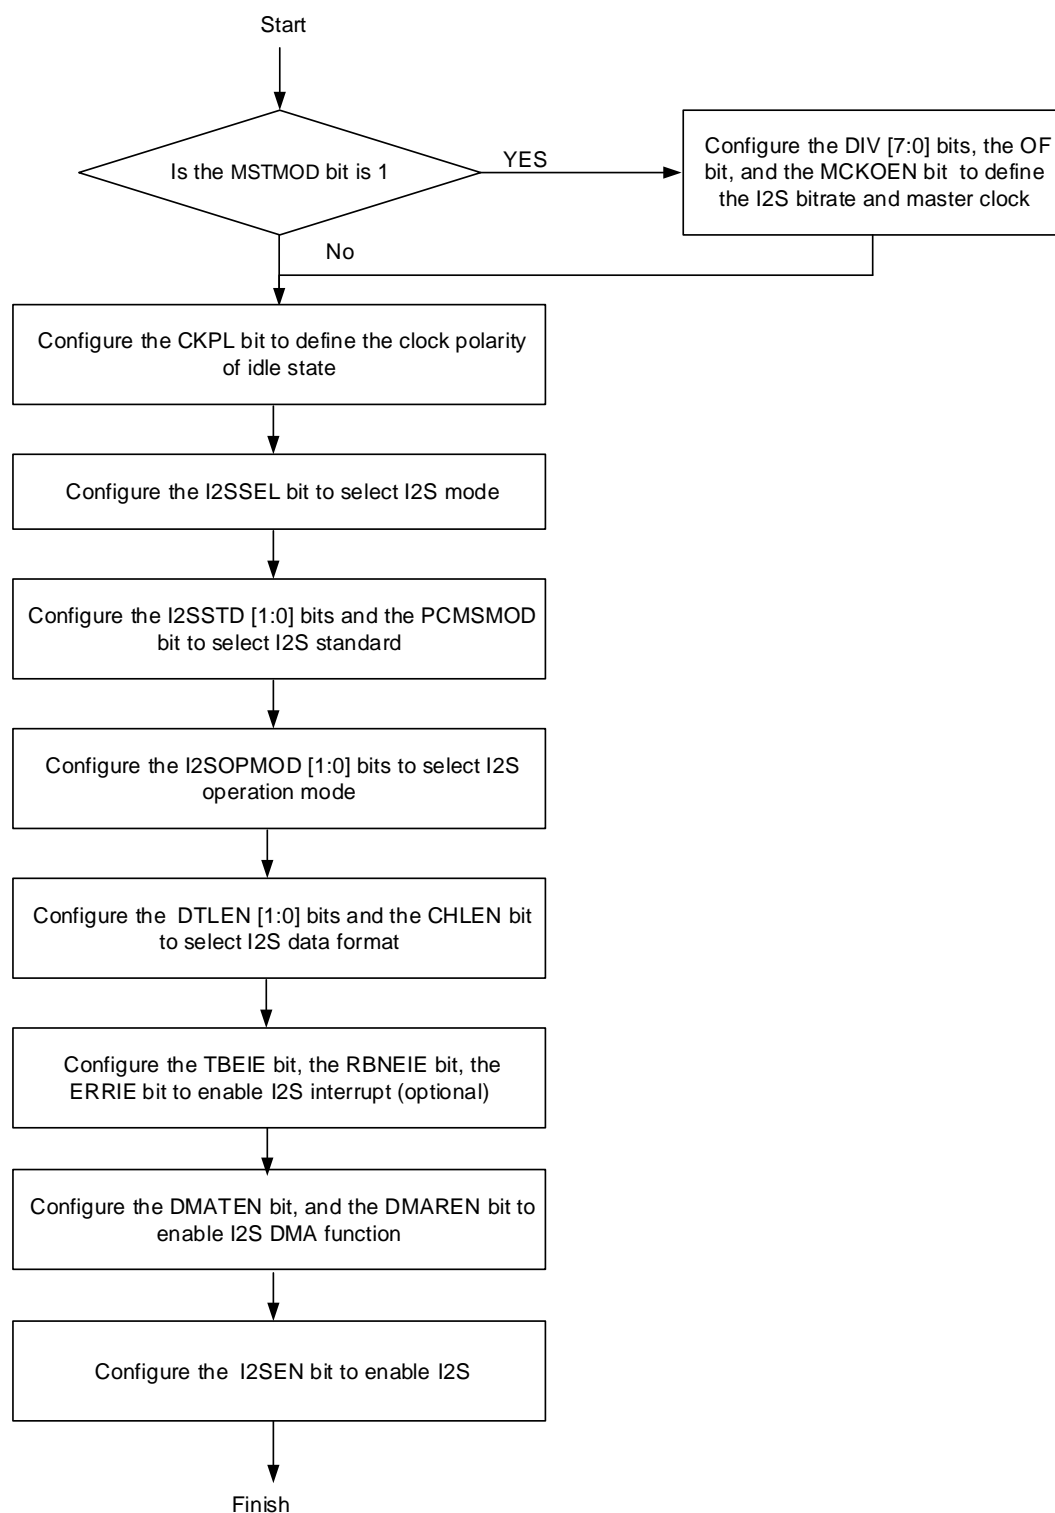 Start
Is the MSTMOD bit is 1
YES
Configure the DIV [7:0] bits, the OF
bit, and the MCKOEN bit to define
the I2S bitrate and master clock
No
Configure the CKPL bit to define the clock polarity
of idle state
Configure the I2SSEL bit to select I2S mode
Configure the I2SSTD [1:0] bits and the PCMSMOD
bit to select I2S standard
Configure the I2SOPMOD [1:0] bits to select I2S
operation mode
Configure the DTLEN [1:0] bits and the CHLEN bit
to select I2S data format
Configure the TBEIE bit, the RBNEIE bit, the
ERRIE bit to enable I2S interrupt (optional)
Configure the DMATEN bit, and the DMAREN bit to
enable I2S DMA function
Configure the I2SEN bit to enable I2S
Finish